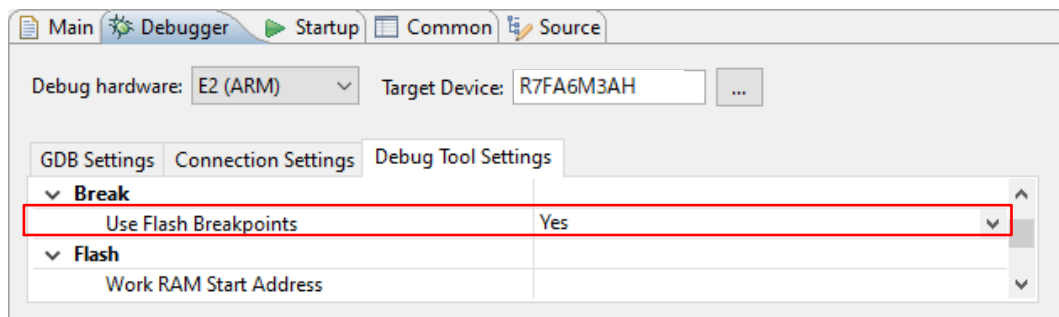 Main Debugger Startup Common Source
Debug hardware: E2 (ARM) Target Device: R7FA6M3AH ...
GDB Settings Connection Settings Debug Tool Settings
Break
Use Flash Breakpoints Yes
Flash
Work RAM Start Address